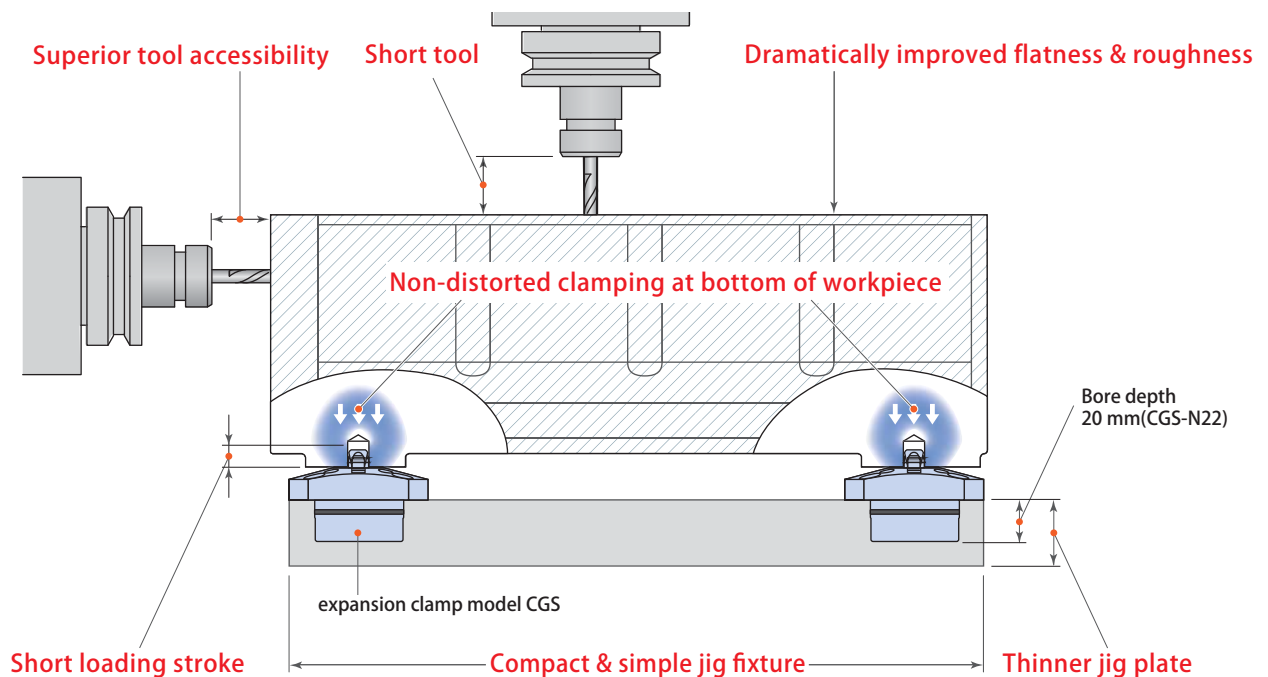 Superior tool accessibility
Short tool
Dramatically improved flatness & roughness
Non-distorted clamping at bottom of workpiece
Bore depth
20 mm(CGS-N22)
expansion clamp model CGS
Short loading stroke
Compact & simple jig fixture
Thinner jig plate